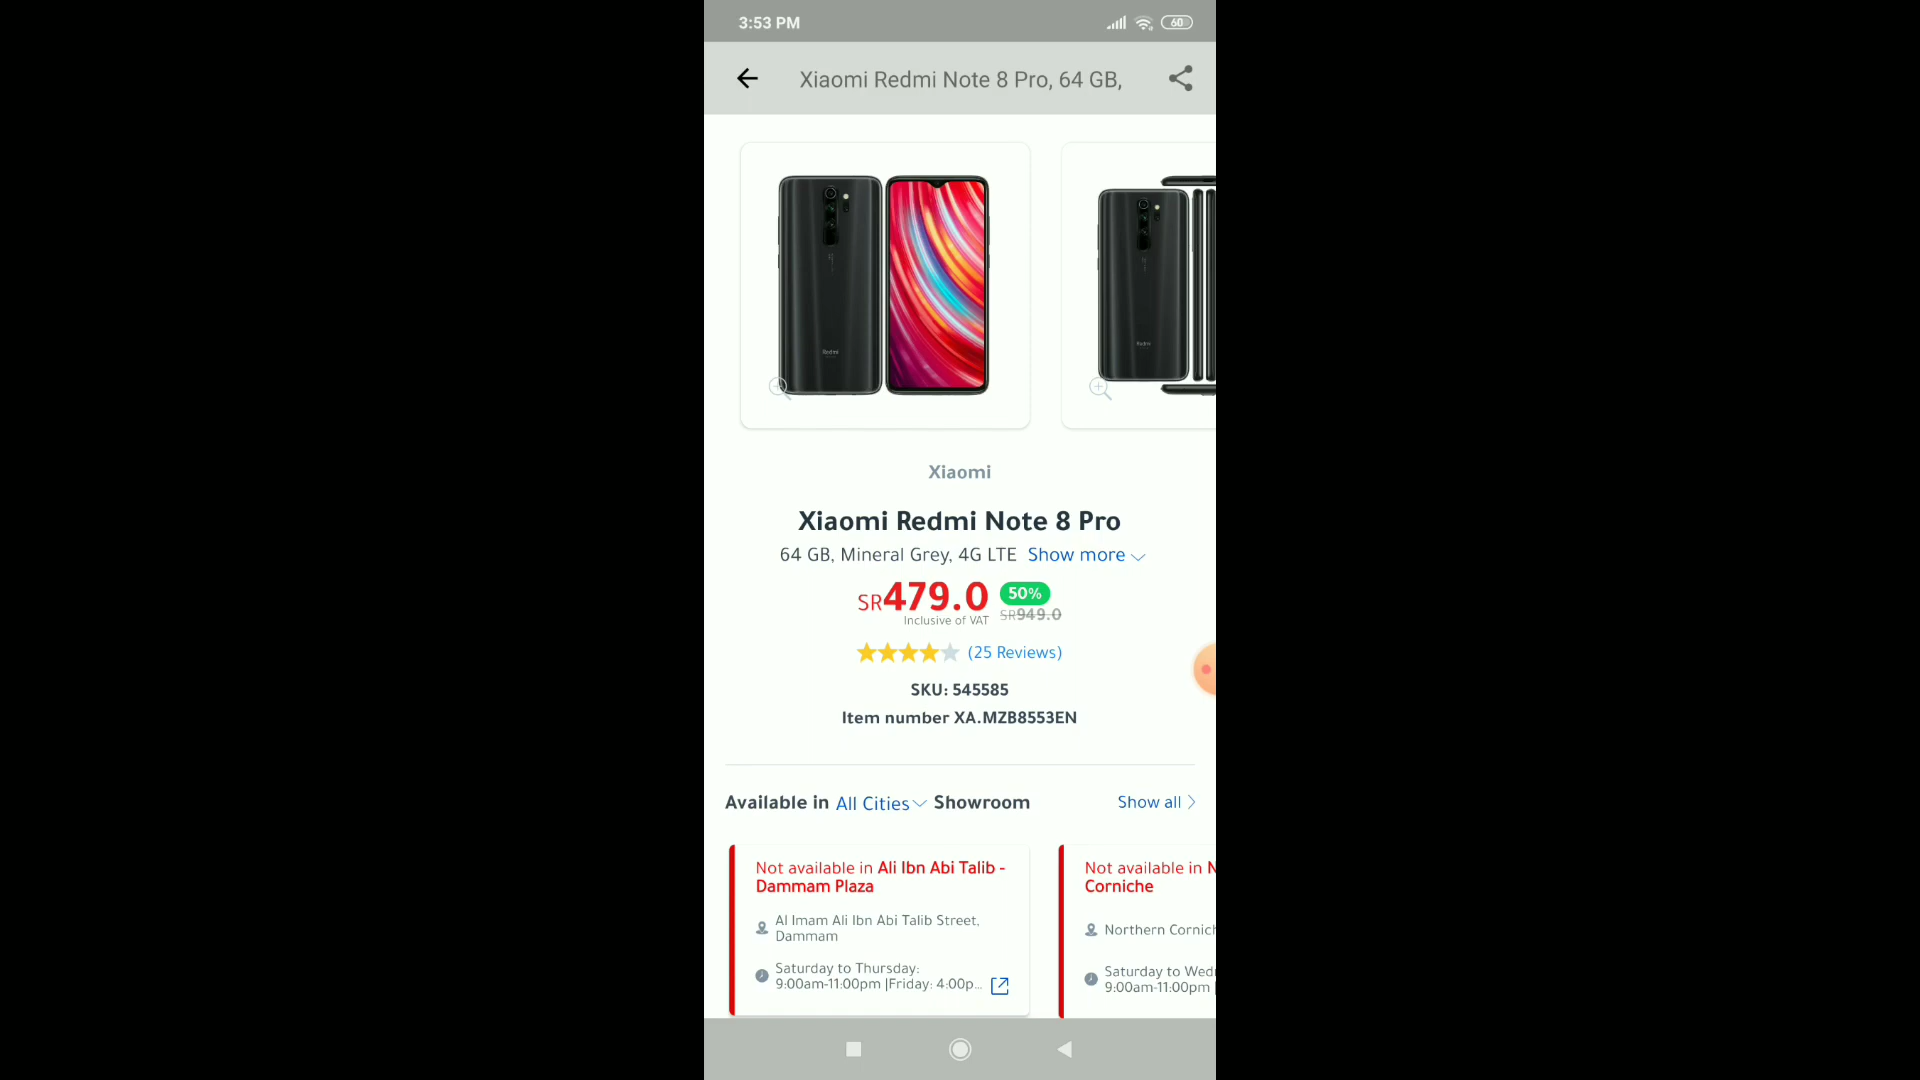 3:53 PM
60
Xiaomi Redmi Note 8 Pro, 64 GB,
Redmi
Redmi
Xiaomi
Xiaomi Redmi Note 8 Pro
64 GB, Mineral Grey, 4G LTE Show more
SR479.0 50%
SR949.0
Inclusive of VAT
(25 Reviews)
SKU: 545585
Item number XA.MZB8553EN
Available in All Cities Showroom Show all
Not available in Ali Ibn Abi Talib -
Dammam Plaza
Al Imam Ali Ibn Abi Talib Street,
Dammam
Saturday to Thursday:
9:00am-11:00pm |Friday: 4:00p...
Not available in N
Corniche
Northern Cornich
Saturday to Wed
9:00am-11:00pm |